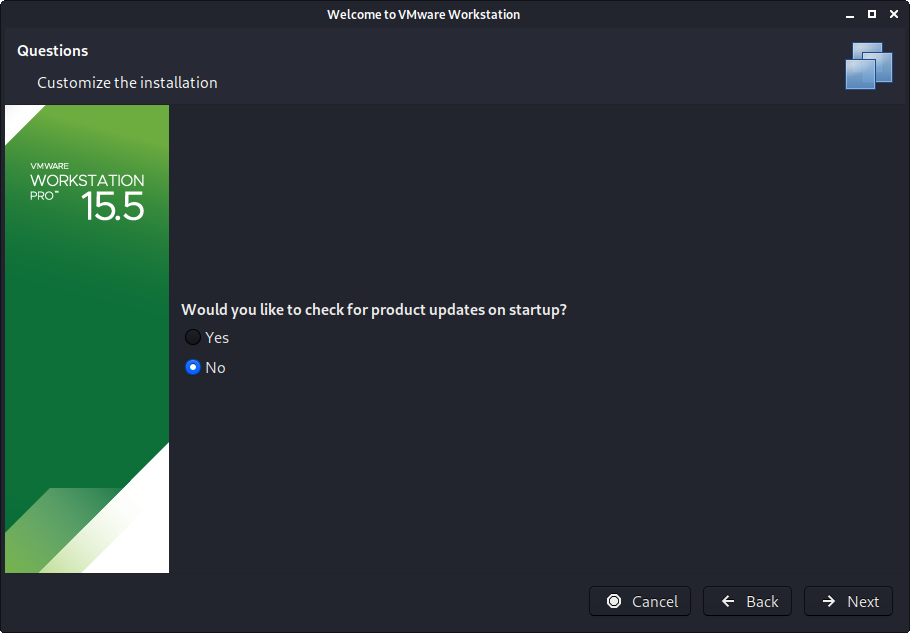 Welcome to VMware Workstation
Questions
Customize the installation
VMWARE
WORKSTATION
PRO™ 15.5
Would you like to check for product updates on startup?
Yes
No
Cancel
Back
Next